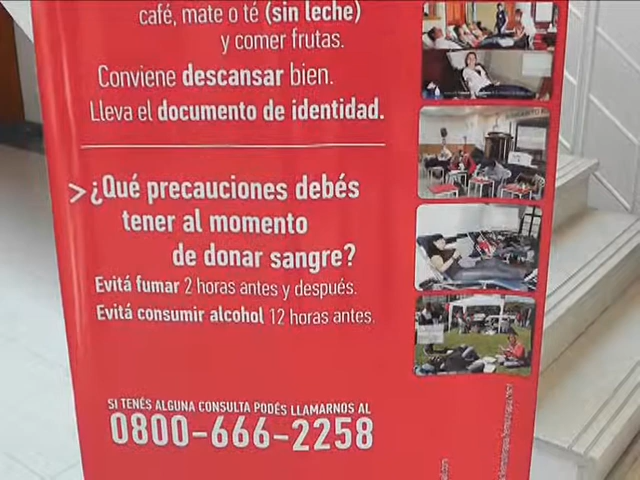 café, mate o té (sin leche)
y comer frutas.
Conviene descansar bien.
Lleva el documento de identidad.
>¿Qué precauciones debés
tener al momento
de donar sangre?
Evitá fumar 2 horas antes y después.
Evitá consumir alcohol 12 horas antes.
SI TENÉS ALGUNA CONSULTA PODÉS LLAMARNOS AL
0800-666-2258